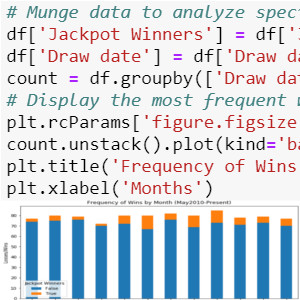 # Munge data to analyze spec
df['Jackpot Winners'] = df['
df['Draw date'] = df['Draw da
count = df.groupby(['Draw dat
# Display the most frequent w
plt.rcParams['figure.figsize
count.unstack().plot(kind='ba
plt.title('Frequency of Wins
plt.xlabel('Months')
Frequency of Wins by Month (May2010-Present)
80
70
60
50
40
30
20
10
0
Jackpot Winners
False
True